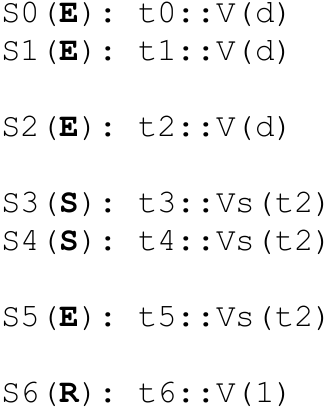 S0(E): t0::V(d)
S1(E): t1::V(d)
S2(E): t2::V(d)
S3(S): t3::Vs(t2)
S4(S): t4::Vs(t2)
S5(E): t5::Vs(t2)
S6(R): t6::V(1)